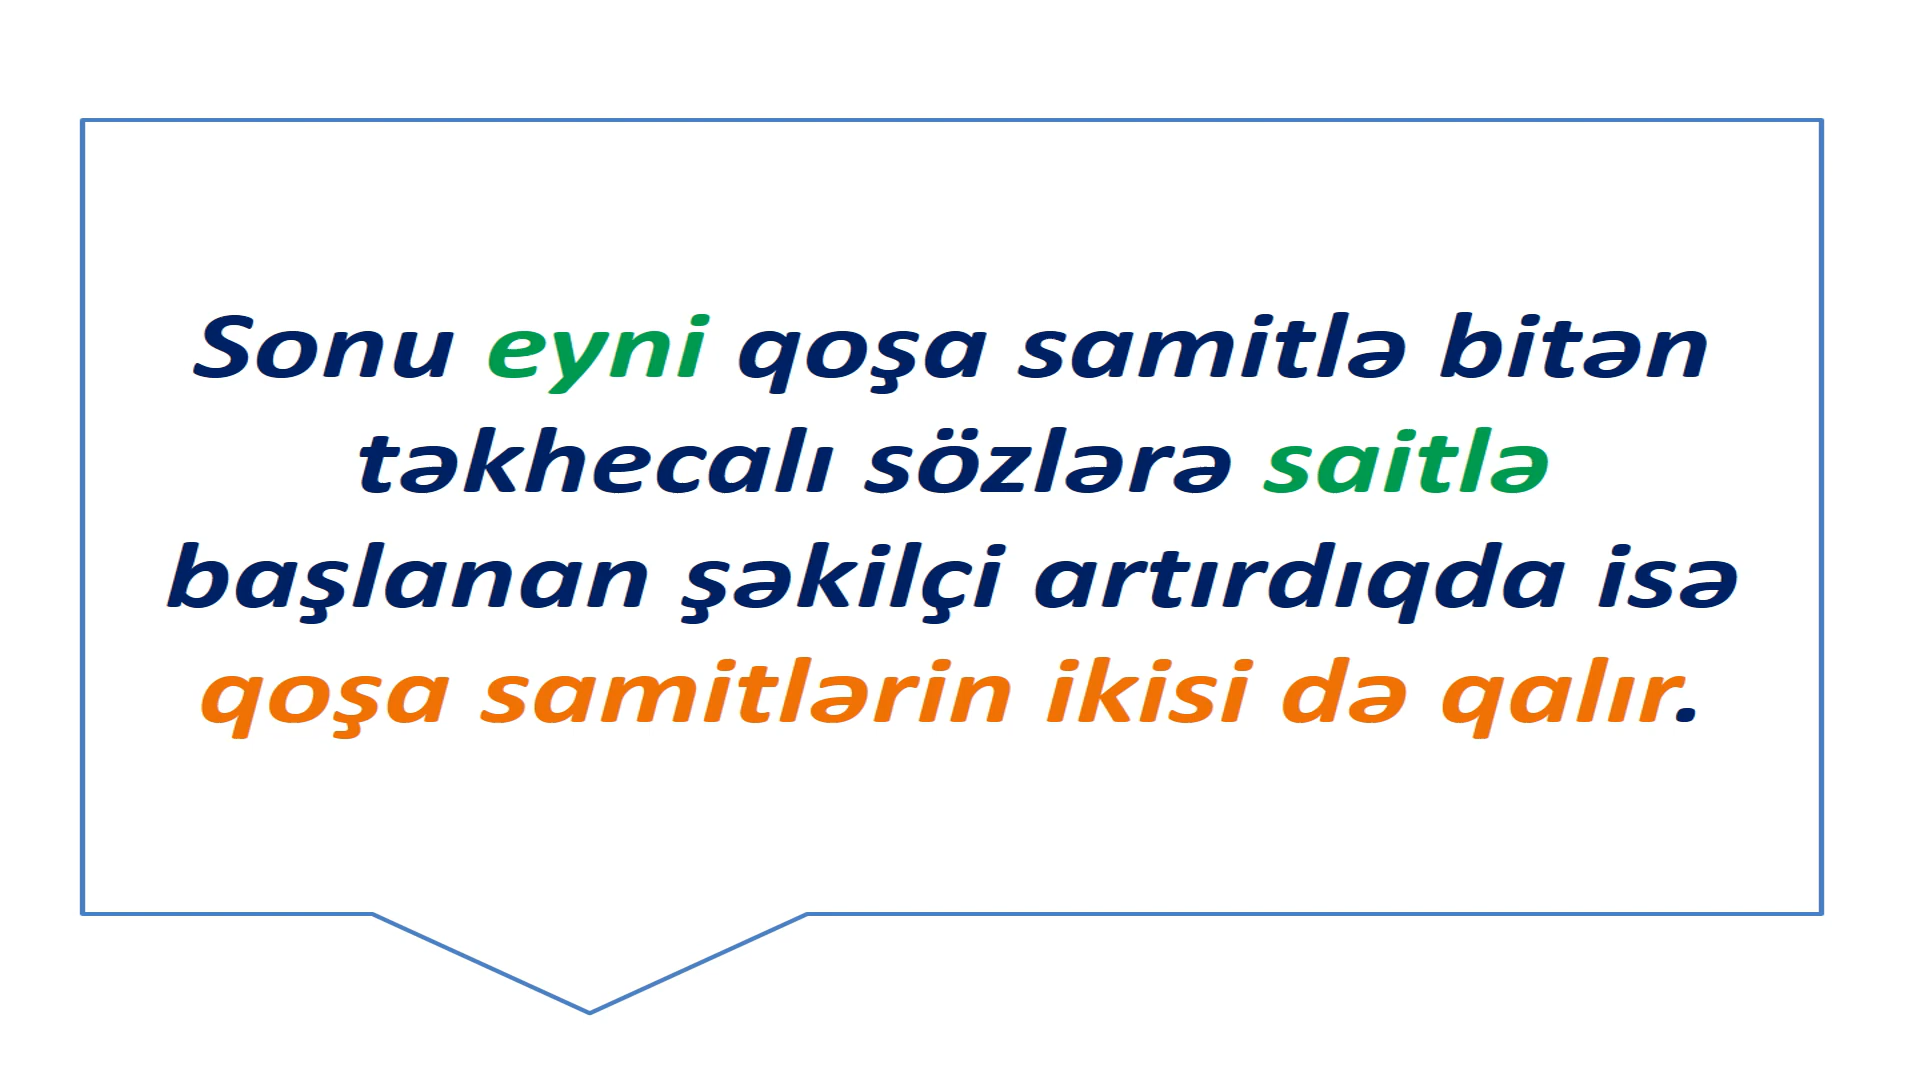 Sonu eyni qoşa samitlə bitən
təkhecalı sözlərə saitlə
başlanan şəkilçi artırdıqda isə
qoşa samitlərin ikisi də qalır.